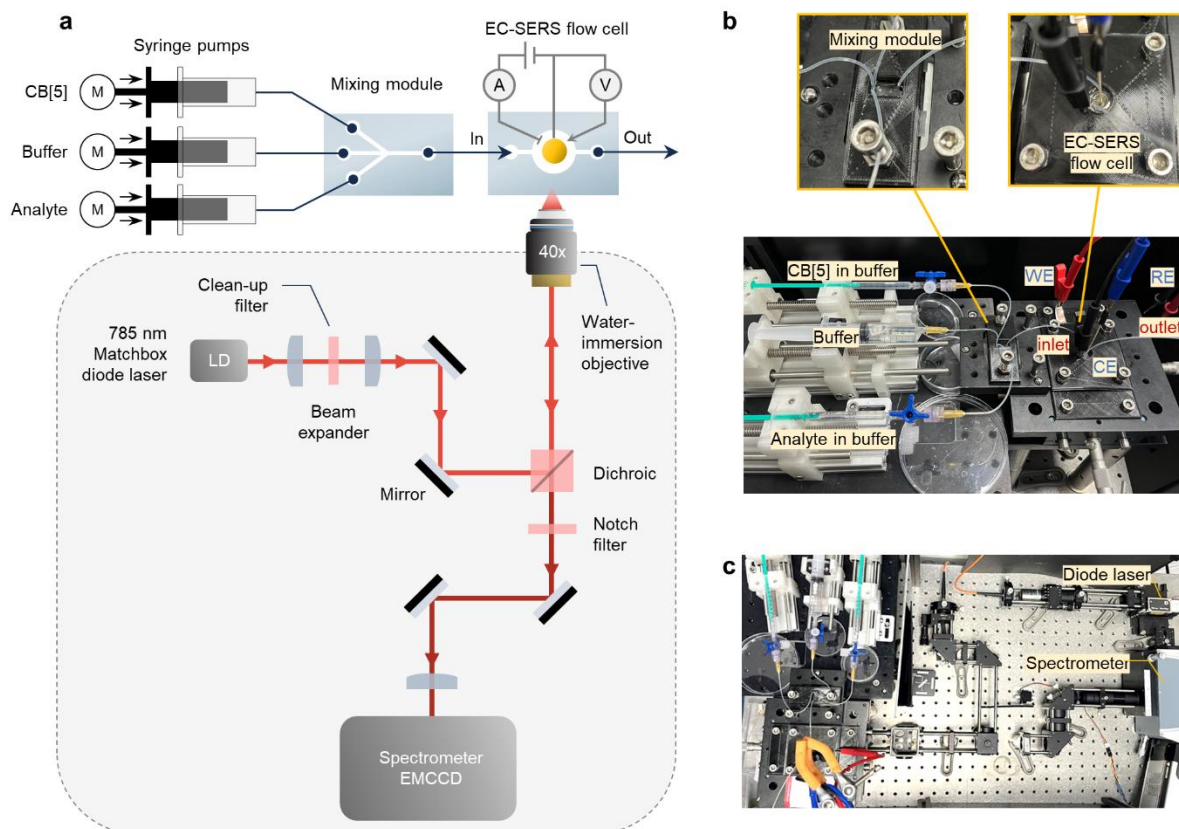 a
Syringe pumps
CB[5]
M
Buffer
M
Analyte
M
Mixing module
EC-SERS
flow cell
A
V
In
Out
40x
Clean-up
filter
785 nm
Matchbox
diode laser
LD
Beam
expander
Mirror
Water-
immersion
objective
Dichroic
Notch
filter
Spectrometer
EMCCD
b
Mixing module
EC-SERS
flow cell
CB[5] in buffer
WE
RE
Buffer
inlet
outlet
CE
Analyte in buffer
c
Diode laser
Spectrometer